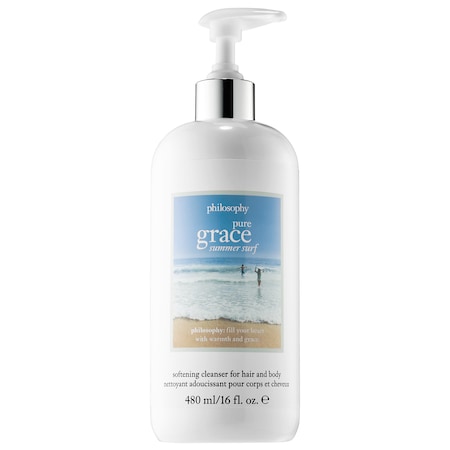 philosophy
pure
grace
summer surf
philosophy: fill your heart
with warmth and grace.
softening cleanser for hair and body
nettoyant adoucissant pour corps et cheveux
480 ml/16 fl. oz. ℮